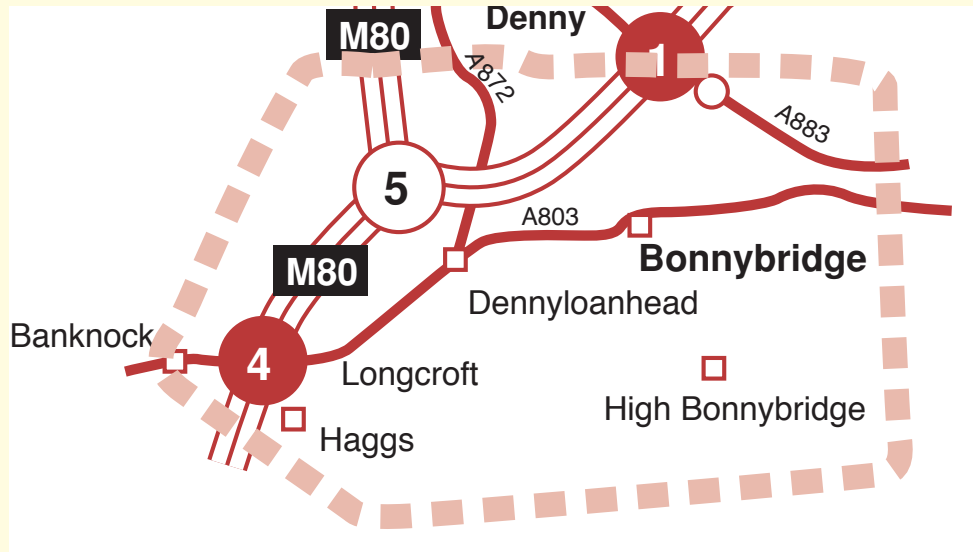 Denny
M80
1
A872
A883
5
A803
Bonnybridge
M80
Dennyloanhead
Banknock
4
Longcroft
High Bonnybridge
Haggs